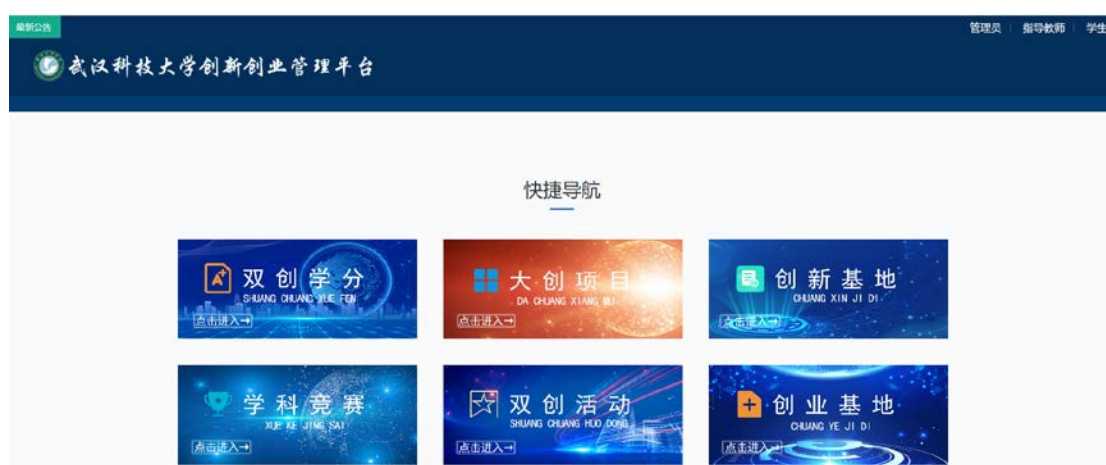 最新公告
管理员 指导教师 学生
武汉科技大学创新创业管理平台
快捷导航
双创学分
SHUANG CHUANG XUE FEN
点击进入→
大创项目
DA CHUANG XIANG MU
点击进入→
创新基地
CHUANG XIN JI DI
点击进入→
学科竞赛
XUE KE JING SAI
点击进入→
双创活动
SHUANG CHUANG HUO DONG
点击进入→
创业基地
CHUANG YE JI DI
点击进入→